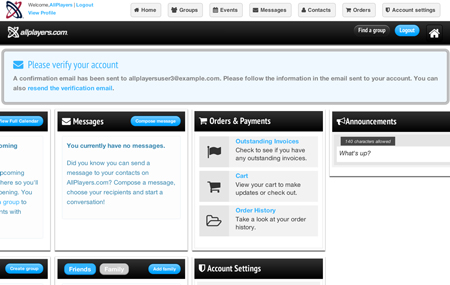 Welcome, AllPlayers | Logout
View Profile
Home
Groups
Events
Messages
Contacts
Orders
Account settings
allplayers.com
Find a group
Logout
Please verify your account
A confirmation email has been sent to allplayersuser3@example.com. Please follow the information in the email sent to your account. You can
also resend the verification email.
View Full Calendar
Messages
Compose message
You currently have no messages.
Did you know you can send a
message to your contacts on
AllPlayers.com? Compose a message,
choose your recipients and start a
conversation!
Orders & Payments
Outstanding Invoices
Check to see if you have
any outstanding invoices.
Cart
View your cart to make
updates or check out.
Order History
Take a look at your order
history.
Announcements
140 characters allowed
What's up?
coming
pcoming
here so you'll
pening. You
group to
nts with
Create group
Friends
Family
Add family
Account Settings